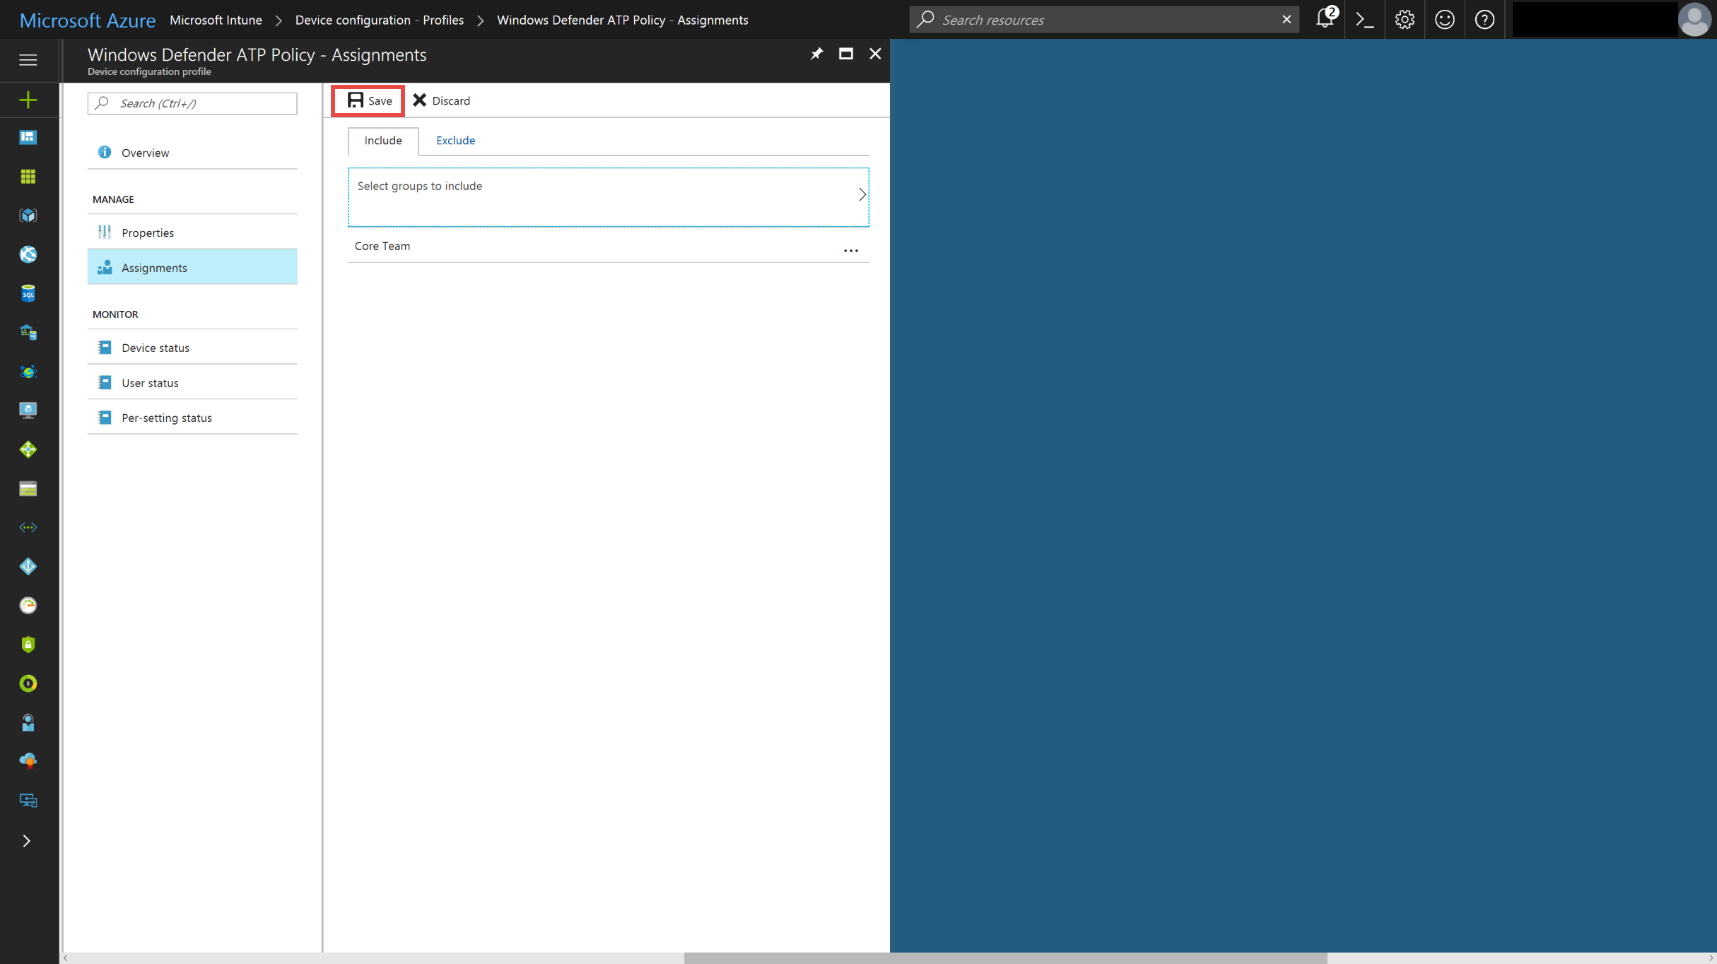 Microsoft Azure Microsoft Intune > Device configuration - Profiles > Windows Defender ATP Policy - Assignments Search resources 2
Windows Defender ATP Policy - Assignments
Device configuration profile
Search (Ctrl+/)
Overview
MANAGE
Properties
Assignments
MONITOR
Device status
User status
Per-setting status
Save Discard
Include Exclude
Select groups to include
Core Team
SQL